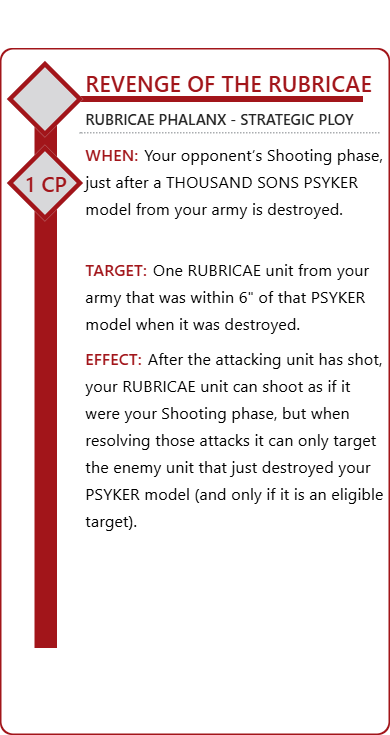 REVENGE OF THE RUBRICAE
RUBRICAE PHALANX - STRATEGIC PLOY
WHEN: Your opponent’s Shooting phase,
1 CP
just after a THOUSAND SONS PSYKER
model from your army is destroyed.
TARGET: One RUBRICAE unit from your
army that was within 6" of that PSYKER
model when it was destroyed.
EFFECT: After the attacking unit has shot,
your RUBRICAE unit can shoot as if it
were your Shooting phase, but when
resolving those attacks it can only target
the enemy unit that just destroyed your
PSYKER model (and only if it is an eligible
target).